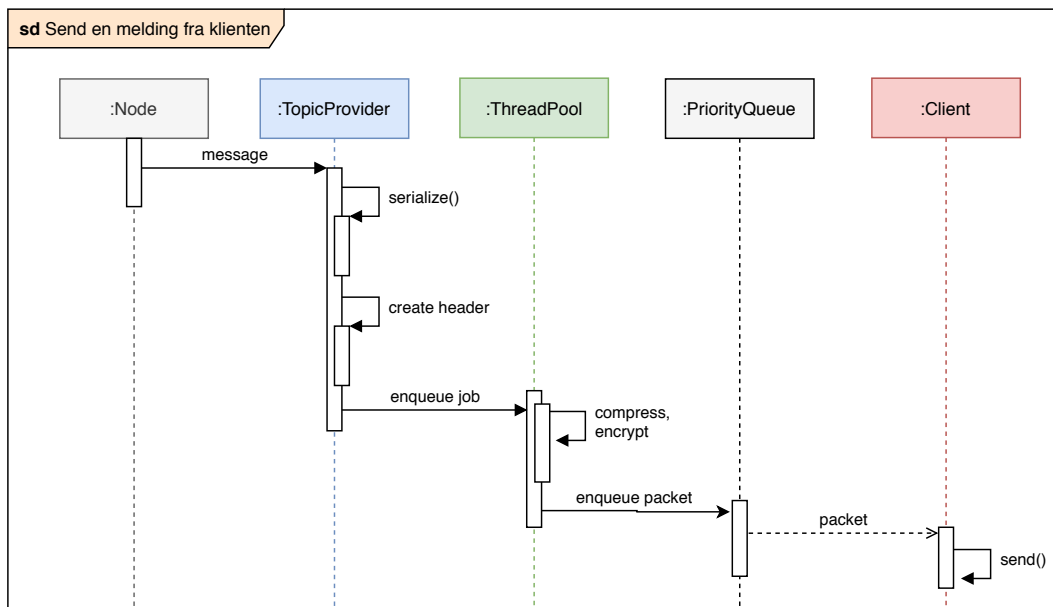 sd Send en melding fra klienten
:Node
:TopicProvider
:ThreadPool
:PriorityQueue
:Client
message
serialize()
create header
enqueue job
compress,
encrypt
enqueue packet
packet
send()